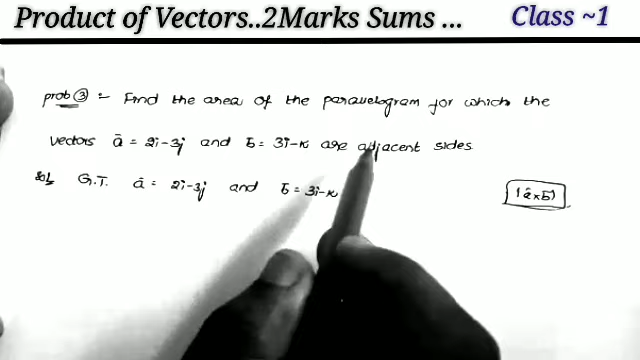 Product of Vectors..2Marks Sums ... Class ~1
prob ③ :- Find the area of the parallelogram for which the
vectors ā = 2i-3j and b̄ = 3i-k are adjacent sides.
Sol G.T. ā = 2i-3j and b̄ = 3i-k
|ā×b̄|